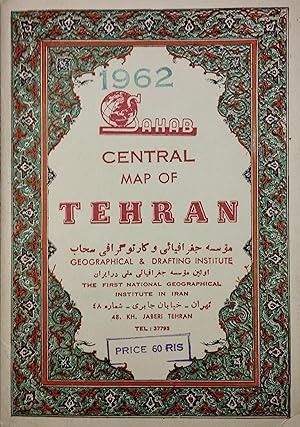 1962
SAHAB
CENTRAL
MAP OF
TEHRAN
مؤسسه جغرافیائی و کارتوگرافی سحاب
GEOGRAPHICAL & DRAFTING INSTITUTE
اولین مؤسسه جغرافیائی ملی در ایران
THE FIRST NATIONAL GEOGRAPHICAL
INSTITUTE IN IRAN
تهران - خیابان جابری - شماره ٤٨
48. KH. JABERI TEHRAN
TEL : 37795
PRICE 60 RIS